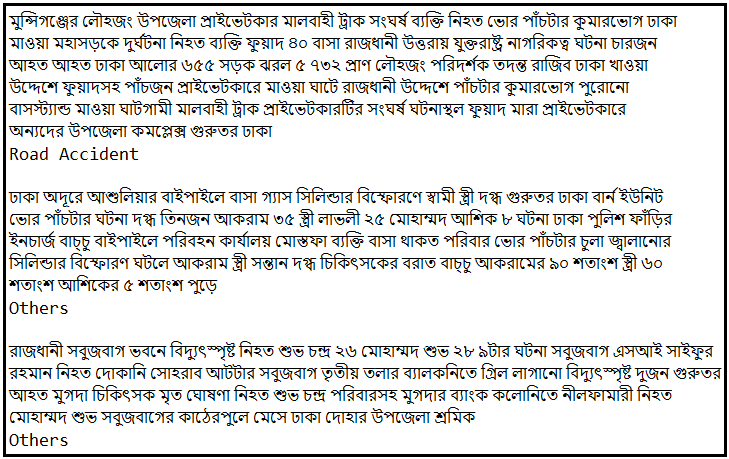 মুন্সিগঞ্জের লৌহজং উপজেলা প্রাইভেটকার মালবাহী ট্রাক সংঘর্ষ ব্যক্তি নিহত ভোর পাঁচটার কুমারভোগ ঢাকা
মাওয়া মহাসড়কে দুর্ঘটনা নিহত ব্যক্তি ফুয়াদ ৪০ বাসা রাজধানী উত্তরায় যুক্তরাষ্ট্র নাগরিকত্ব ঘটনা চারজন
আহত আহত ঢাকা আলোর ৬৫৫ সড়ক ঝরল ৫ ৭৩২ প্রাণ লৌহজং পরিদর্শক তদন্ত রাজিব ঢাকা খাওয়া
উদ্দেশে ফুয়াদসহ পাঁচজন প্রাইভেটকারে মাওয়া ঘাটে রাজধানী উদ্দেশে পাঁচটার কুমারভোগ পুরোনো
বাসস্ট্যান্ড মাওয়া ঘাটগামী মালবাহী ট্রাক প্রাইভেটকারটির সংঘর্ষ ঘটনাস্থল ফুয়াদ মারা প্রাইভেটকারে
অন্যদের উপজেলা কমপ্লেক্স গুরুতর ঢাকা
Road Accident
ঢাকা অদূরে আশুলিয়ার বাইপাইলে বাসা গ্যাস সিলিন্ডার বিস্ফোরণে স্বামী স্ত্রী দগ্ধ গুরুতর ঢাকা বার্ন ইউনিট
ভোর পাঁচটার ঘটনা দগ্ধ তিনজন আকরাম ৩৫ স্ত্রী লাভলী ২৫ মোহাম্মদ আশিক ৮ ঘটনা ঢাকা পুলিশ ফাঁড়ির
ইনচার্জ বাচ্চু বাইপাইলে পরিবহন কার্যালয় মোস্তফা ব্যক্তি বাসা থাকত পরিবার ভোর পাঁচটার চুলা জ্বালানোর
সিলিন্ডার বিস্ফোরণ ঘটলে আকরাম স্ত্রী সন্তান দগ্ধ চিকিৎসকের বরাত বাচ্চু আকরামের ৯০ শতাংশ স্ত্রী ৬০
শতাংশ আশিকের ৫ শতাংশ পুড়ে
Others
রাজধানী সবুজবাগ ভবনে বিদ্যুৎস্পৃষ্ট নিহত শুভ চন্দ্র ২৬ মোহাম্মদ শুভ ২৮ ৯টার ঘটনা সবুজবাগ এসআই সাইফুর
রহমান নিহত দোকানি সোহরাব আর্টটার সবুজবাগ তৃতীয় তলার ব্যালকনিতে গ্রিল লাগানো বিদ্যুৎস্পৃষ্ট দুজন গুরুতর
আহত মুগদা চিকিৎসক মৃত ঘোষণা নিহত শুভ চন্দ্র পরিবারসহ মুগদার ব্যাংক কলোনিতে নীলফামারী নিহত
মোহাম্মদ শুভ সবুজবাগের কাঠেরপুলে মেসে ঢাকা দোহার উপজেলা শ্রমিক
Others